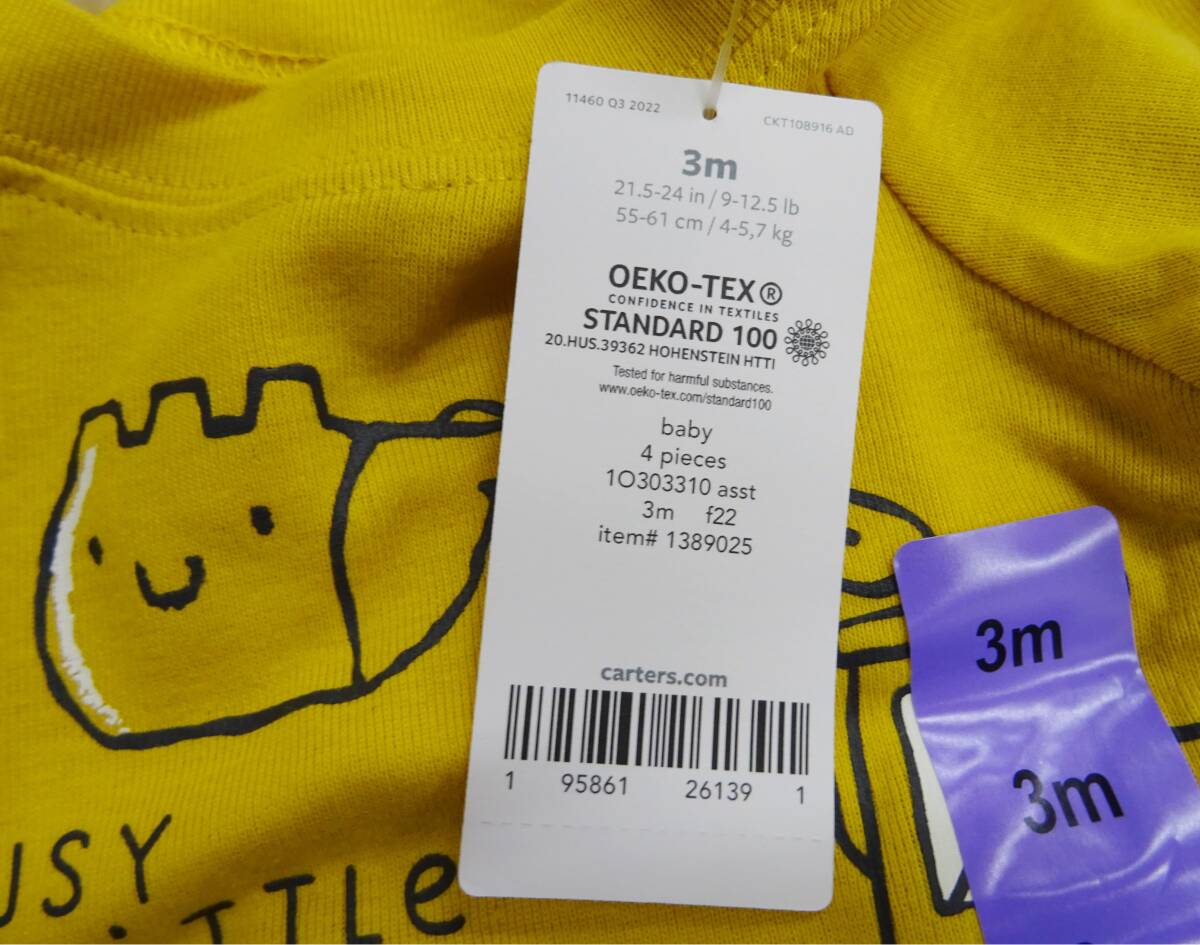 11460 Q3 2022
CKT108916 AD
3m
21.5-24 in / 9-12.5 lb
55-61 cm / 4-5,7 kg
OEKO-TEX®
CONFIDENCE IN TEXTILES
STANDARD 100
20.HUS.39362 HOHENSTEIN HTTI
Tested for harmful substances.
www.oeko-tex.com/standard100
baby
4 pieces
1O303310 asst
3m f22
item# 1389025
carters.com
1 95861 26139 1
3m
3m
USY
iTTLe